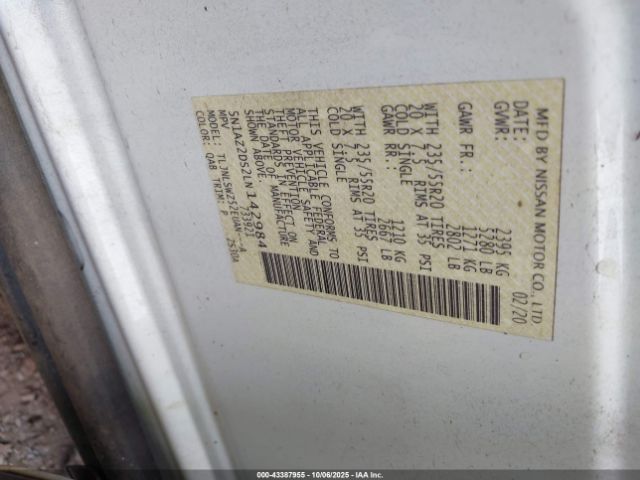 MFD BY NISSAN MOTOR CO., LTD
DATE: 02/20
GVWR: 2395 KG
5280 LB
GAWR FR: 1271 KG
2802 LB
WITH 235/55R20 TIRES
20 X 7.5 RIMS AT 35 PSI
COLD SINGLE
GAWR RR: 1210 KG
2667 LB
WITH 235/55R20 TIRES
20 X 7.5 RIMS AT 35 PSI
COLD SINGLE
THIS VEHICLE CONFORMS TO
ALL APPLICABLE FEDERAL
MOTOR VEHICLE SAFETY AND
THEFT PREVENTION
STANDARDS IN EFFECT ON
THE DATE OF MANUFACTURE
SHOWN ABOVE.
5N1AZ2DS2LN142984
MPV
MODEL:
COLOR: QAB TRIM: P
000-43387955 | 10/06/2025 | IAA Inc.